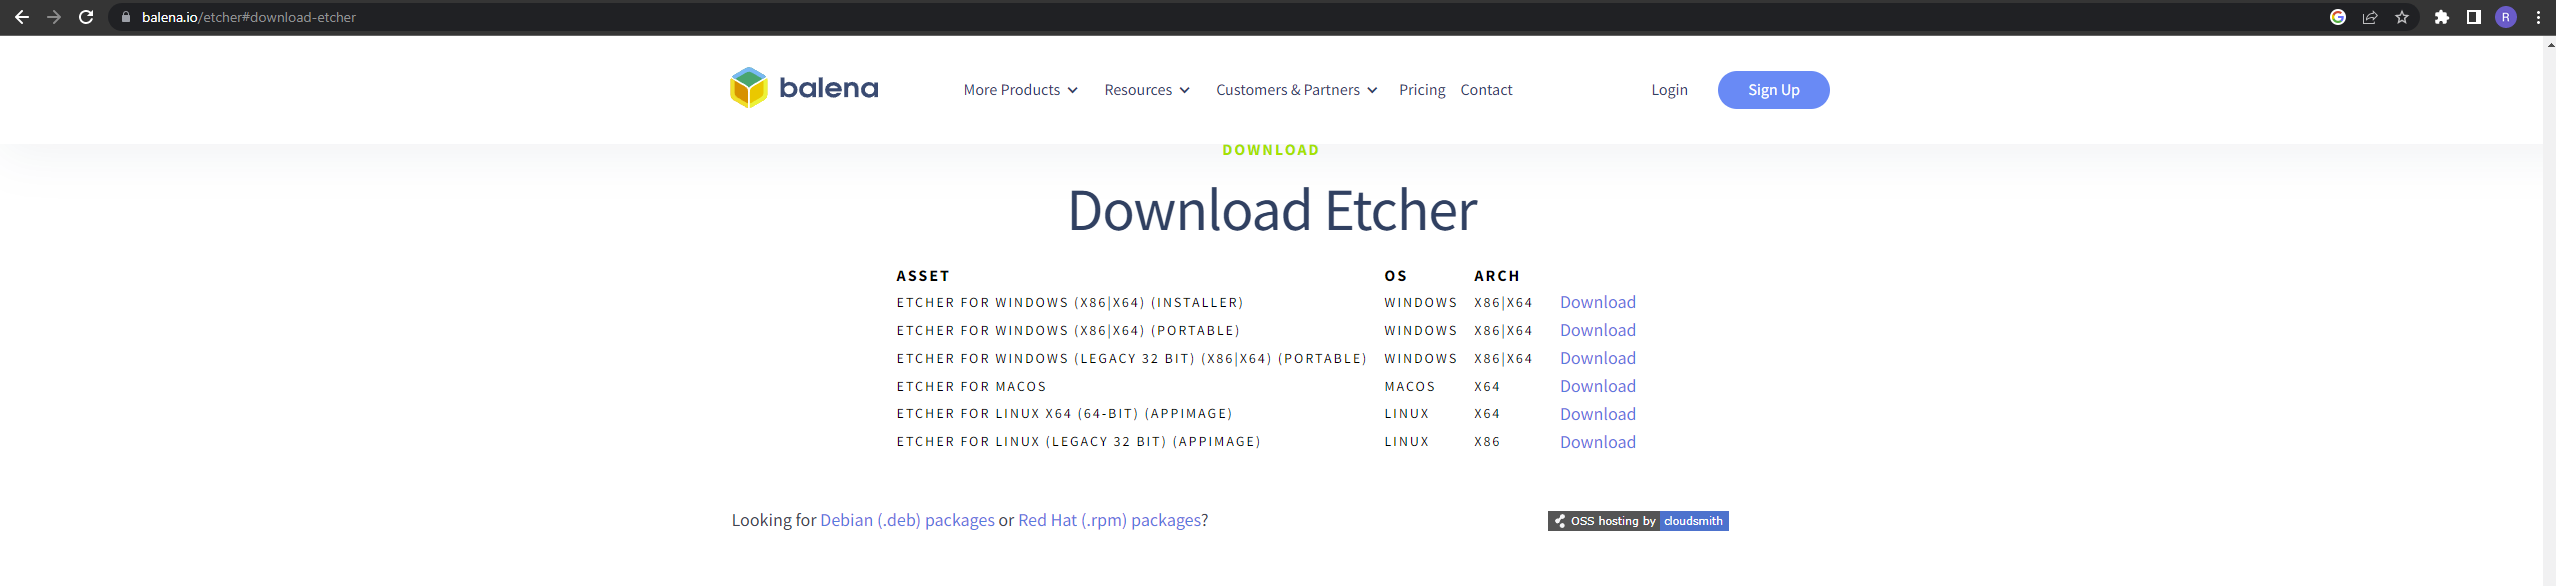 balena.io/etcher#download-etcher
R
balena
More Products Resources Customers & Partners Pricing Contact Login Sign Up
DOWNLOAD
Download Etcher
ASSET OS ARCH
ETCHER FOR WINDOWS (X86|X64) (INSTALLER) WINDOWS X86|X64 Download
ETCHER FOR WINDOWS (X86|X64) (PORTABLE) WINDOWS X86|X64 Download
ETCHER FOR WINDOWS (LEGACY 32 BIT) (X86|X64) (PORTABLE) WINDOWS X86|X64 Download
ETCHER FOR MACOS MACOS X64 Download
ETCHER FOR LINUX X64 (64-BIT) (APPIMAGE) LINUX X64 Download
ETCHER FOR LINUX (LEGACY 32 BIT) (APPIMAGE) LINUX X86 Download
Looking for Debian (.deb) packages or Red Hat (.rpm) packages?
OSS hosting by cloudsmith